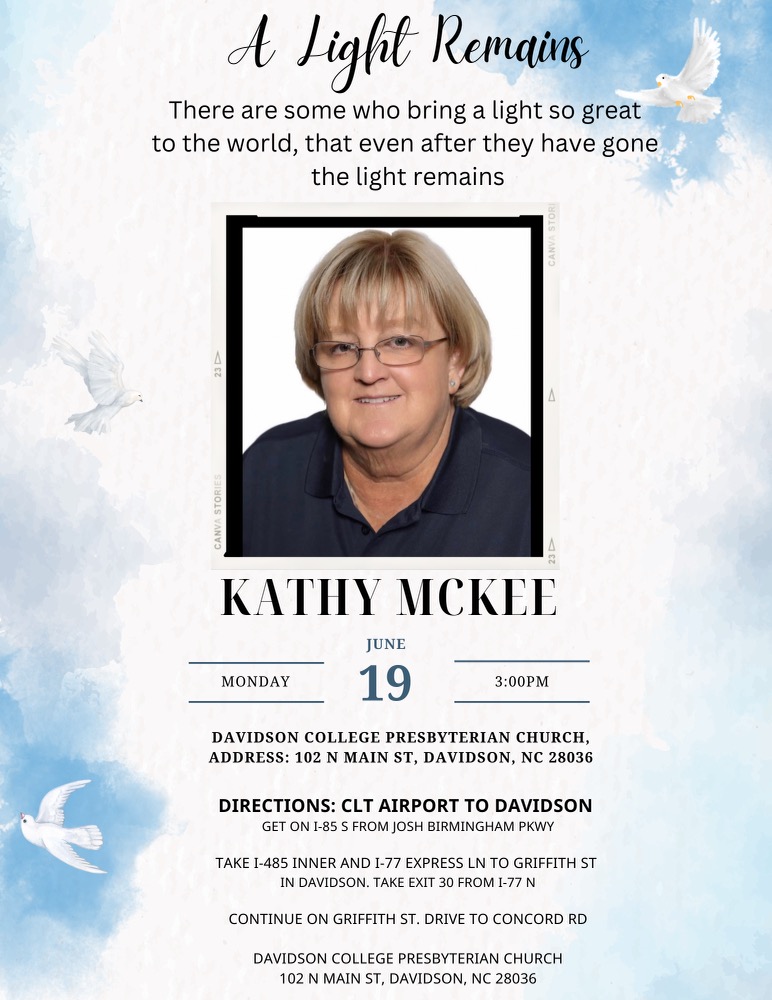 A Light Remains
There are some who bring a light so great
to the world, that even after they have gone
the light remains
CANVA STORI
23
CANVA STORIES
23
KATHY MCKEE
JUNE
MONDAY
19
3:00PM
DAVIDSON COLLEGE PRESBYTERIAN CHURCH,
ADDRESS: 102 N MAIN ST, DAVIDSON, NC 28036
DIRECTIONS: CLT AIRPORT TO DAVIDSON
GET ON I-85 S FROM JOSH BIRMINGHAM PKWY
TAKE I-485 INNER AND I-77 EXPRESS LN TO GRIFFITH ST
IN DAVIDSON. TAKE EXIT 30 FROM I-77 N
CONTINUE ON GRIFFITH ST. DRIVE TO CONCORD RD
DAVIDSON COLLEGE PRESBYTERIAN CHURCH
102 N MAIN ST, DAVIDSON, NC 28036